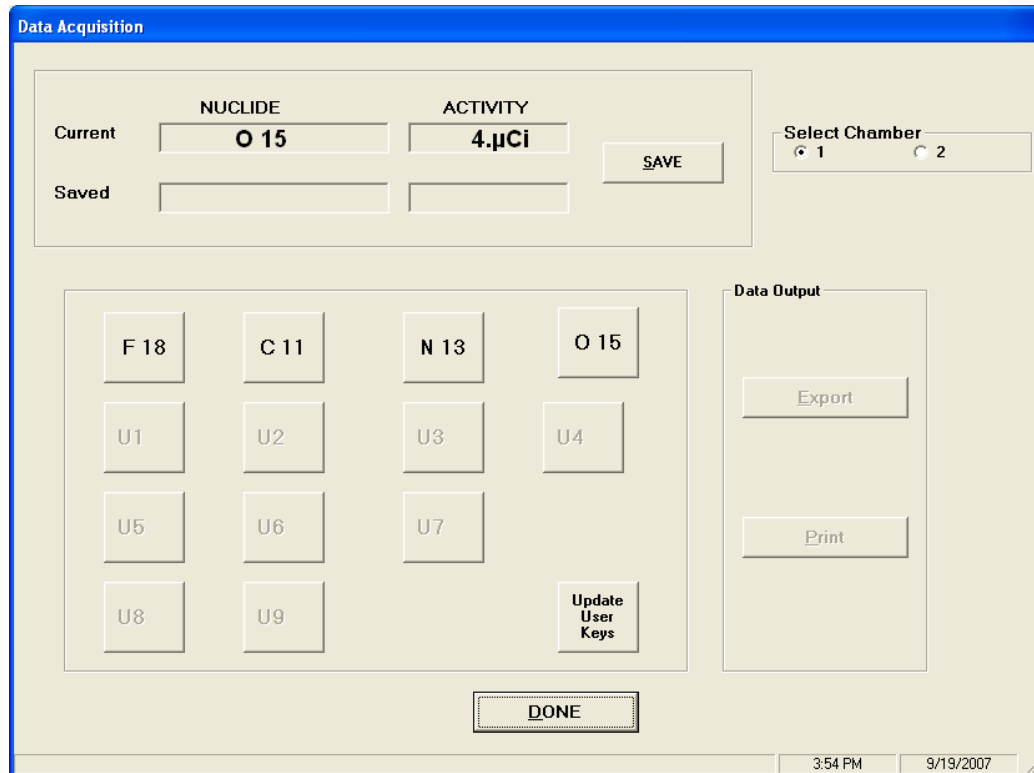 Data Acquisition
NUCLIDE ACTIVITY
Current O 15 4.µCi
SAVE
Select Chamber
1 2
Saved
Data Output
F 18 C 11 N 13 O 15
Export
U1 U2 U3 U4
U5 U6 U7
Print
U8 U9
Update
User
Keys
DONE
3:54 PM 9/19/2007